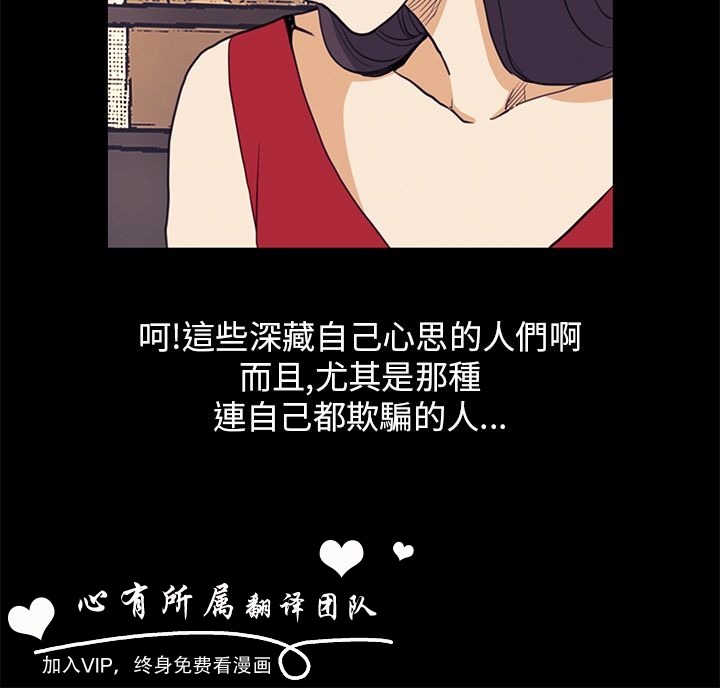 呵!這些深藏自己心思的人們啊
而且,尤其是那種
連自己都欺騙的人...
心有所属翻译团队
加入VIP，终身免费看漫画